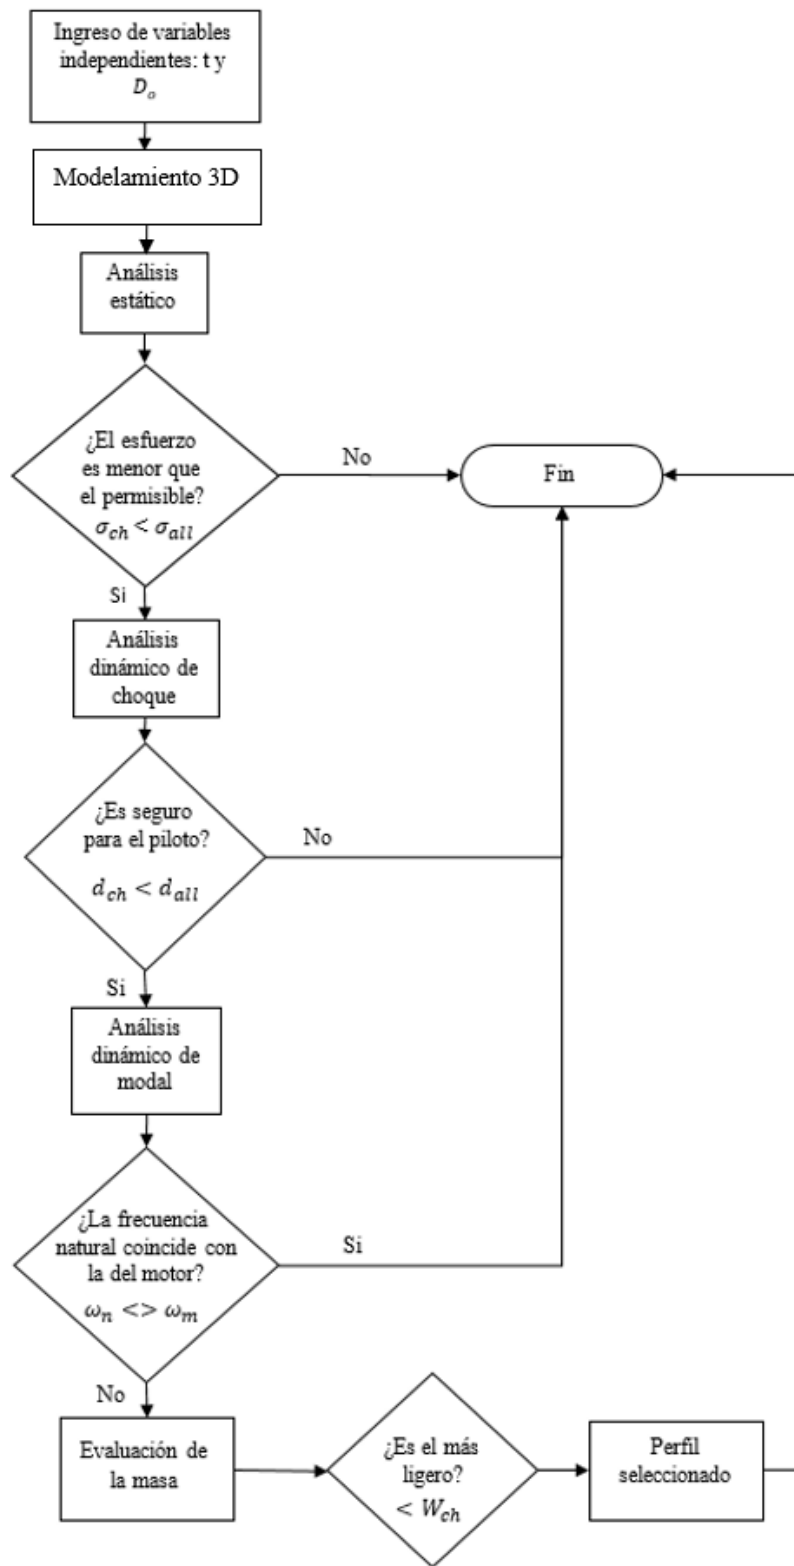 Ingreso de variables
independientes: t y
Dₒ
Modelamiento 3D
Análisis
estático
¿El esfuerzo
es menor que
el permisible?
σ_ch < σ_all
No
Fin
Si
Análisis
dinámico de
choque
¿Es seguro
para el piloto?
d_ch < d_all
No
Si
Análisis
dinámico de
modal
¿La frecuencia
natural coincide con
la del motor?
ω_n <> ω_m
Si
No
Evaluación de
la masa
¿Es el más
ligero?
< W_ch
Perfil
seleccionado